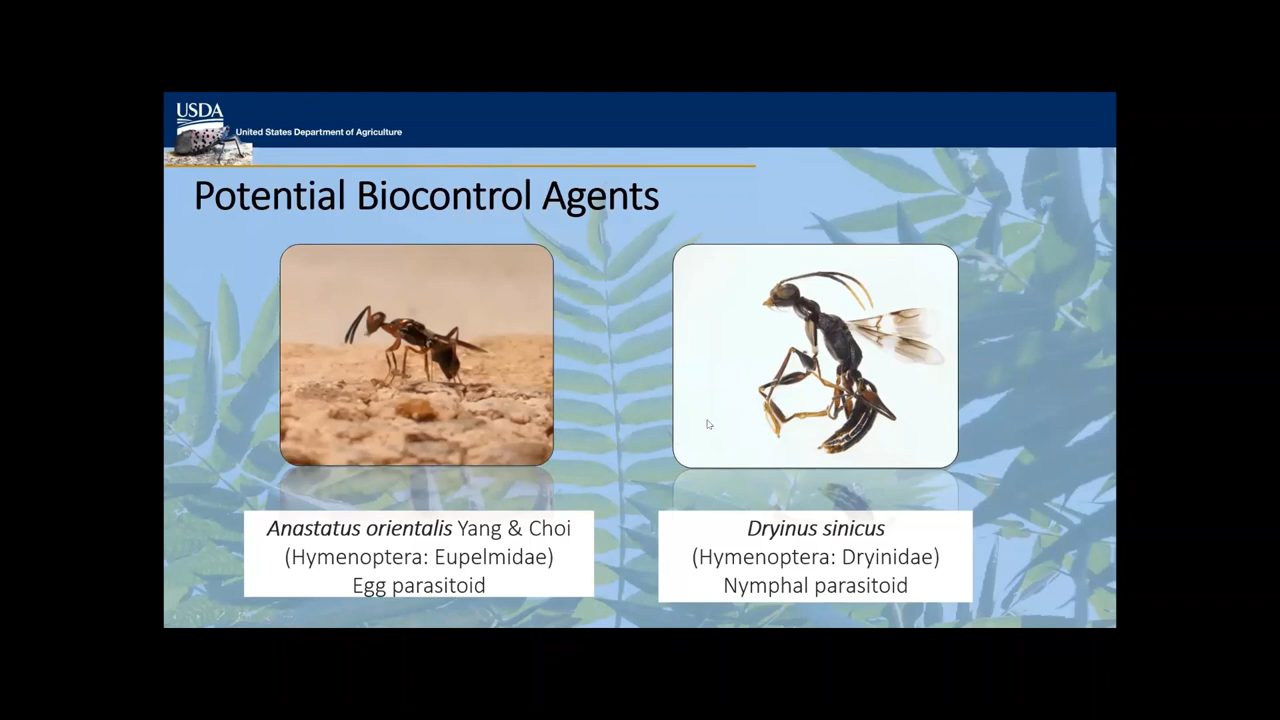 USDA
United States Department of Agriculture
Potential Biocontrol Agents
Anastatus orientalis Yang & Choi
(Hymenoptera: Eupelmidae)
Egg parasitoid
Dryinus sinicus
(Hymenoptera: Dryinidae)
Nymphal parasitoid